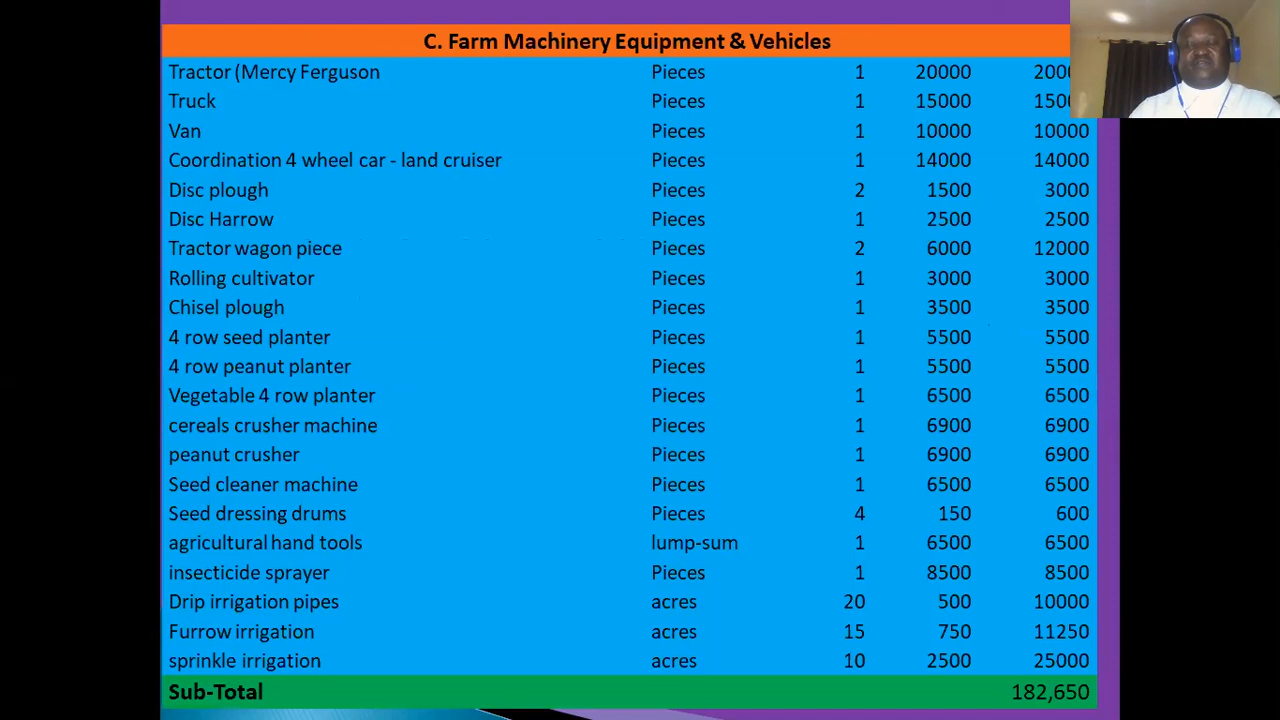 C. Farm Machinery Equipment & Vehicles
Tractor (Mercy Ferguson Pieces 1 20000
Truck Pieces 1 15000
Van Pieces 1 10000 10000
Coordination 4 wheel car - land cruiser Pieces 1 14000 14000
Disc plough Pieces 2 1500 3000
Disc Harrow Pieces 1 2500 2500
Tractor wagon piece Pieces 2 6000 12000
Rolling cultivator Pieces 1 3000 3000
Chisel plough Pieces 1 3500 3500
4 row seed planter Pieces 1 5500 5500
4 row peanut planter Pieces 1 5500 5500
Vegetable 4 row planter Pieces 1 6500 6500
cereals crusher machine Pieces 1 6900 6900
peanut crusher Pieces 1 6900 6900
Seed cleaner machine Pieces 1 6500 6500
Seed dressing drums Pieces 4 150 600
agricultural hand tools lump-sum 1 6500 6500
insecticide sprayer Pieces 1 8500 8500
Drip irrigation pipes acres 20 500 10000
Furrow irrigation acres 15 750 11250
sprinkle irrigation acres 10 2500 25000
Sub-Total 182,650